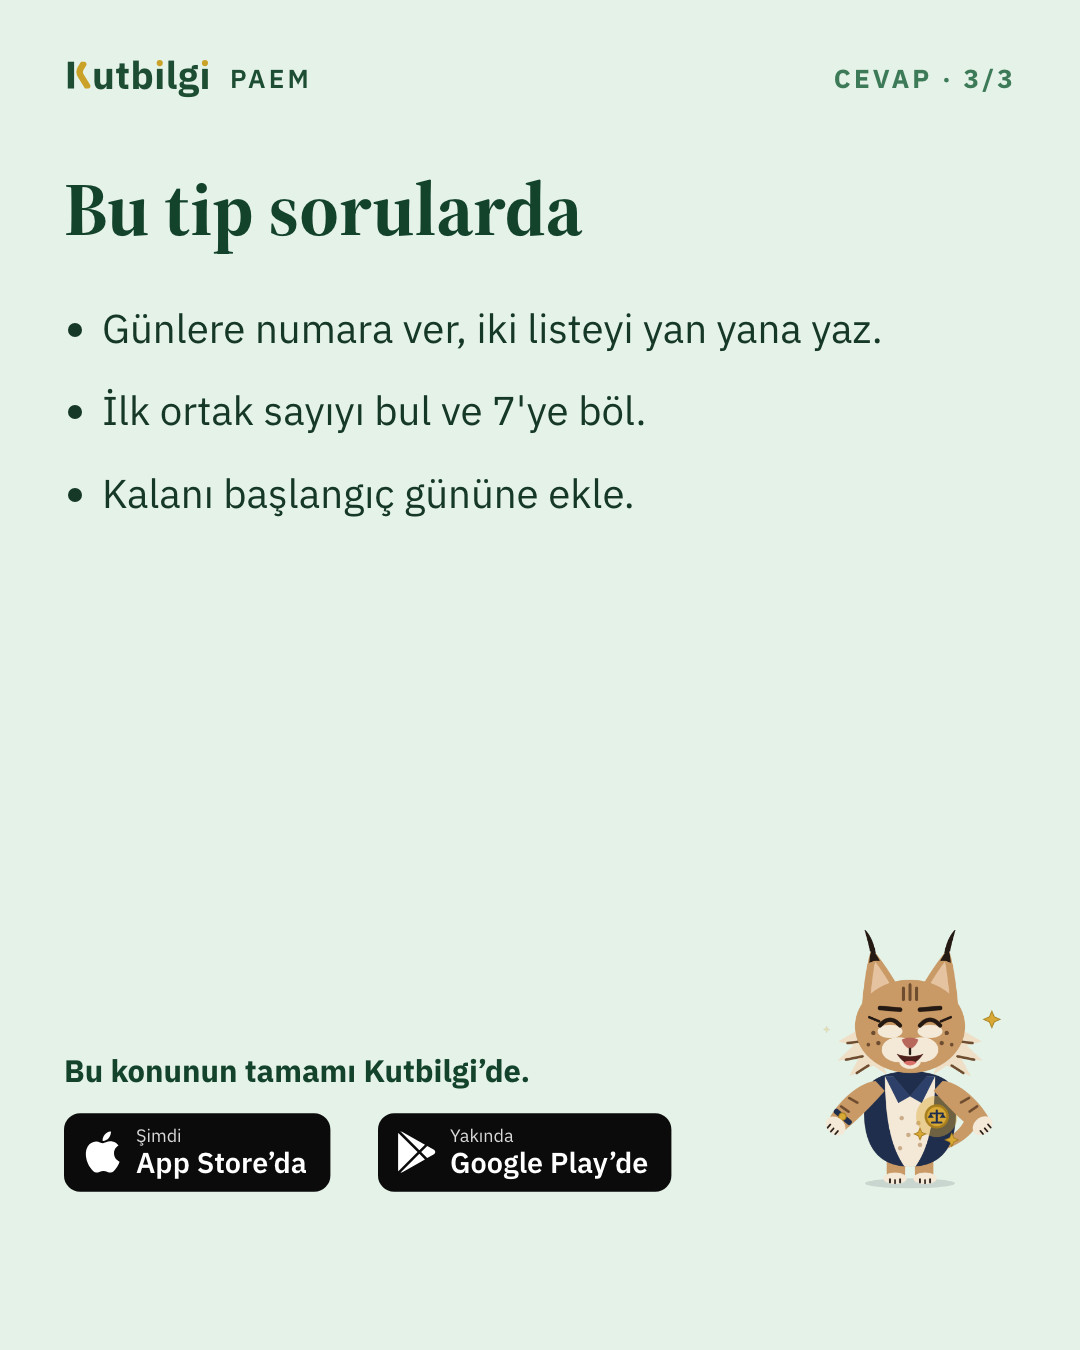 Kutbilgi PAEM
CEVAP · 3/3
Bu tip sorularda
• Günlere numara ver, iki listeyi yan yana yaz.
• İlk ortak sayıyı bul ve 7'ye böl.
• Kalanı başlangıç gününe ekle.
Bu konunun tamamı Kutbilgi’de.
Şimdi
App Store’da
Yakında
Google Play’de